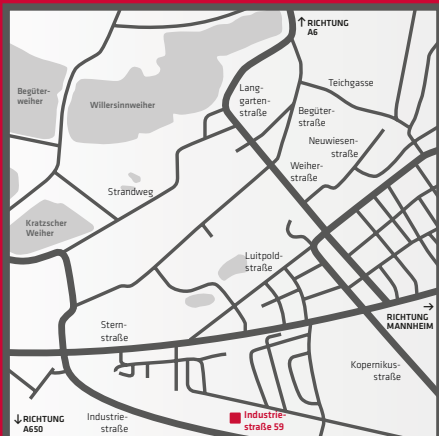 ↑RICHTUNG
A6
Teichgasse
Lang-
garten-
straße
Begüter-
weiher
Willersinnweiher
Begüter-
straße
Neuwiesen-
straße
Weiher-
straße
Strandweg
Kratzscher
Weiher
Luitpold-
straße
→
RICHTUNG
MANNHEIM
Stern-
straße
Kopernikus-
straße
↓RICHTUNG
A650
Industrie-
straße
Industrie-
straße 59